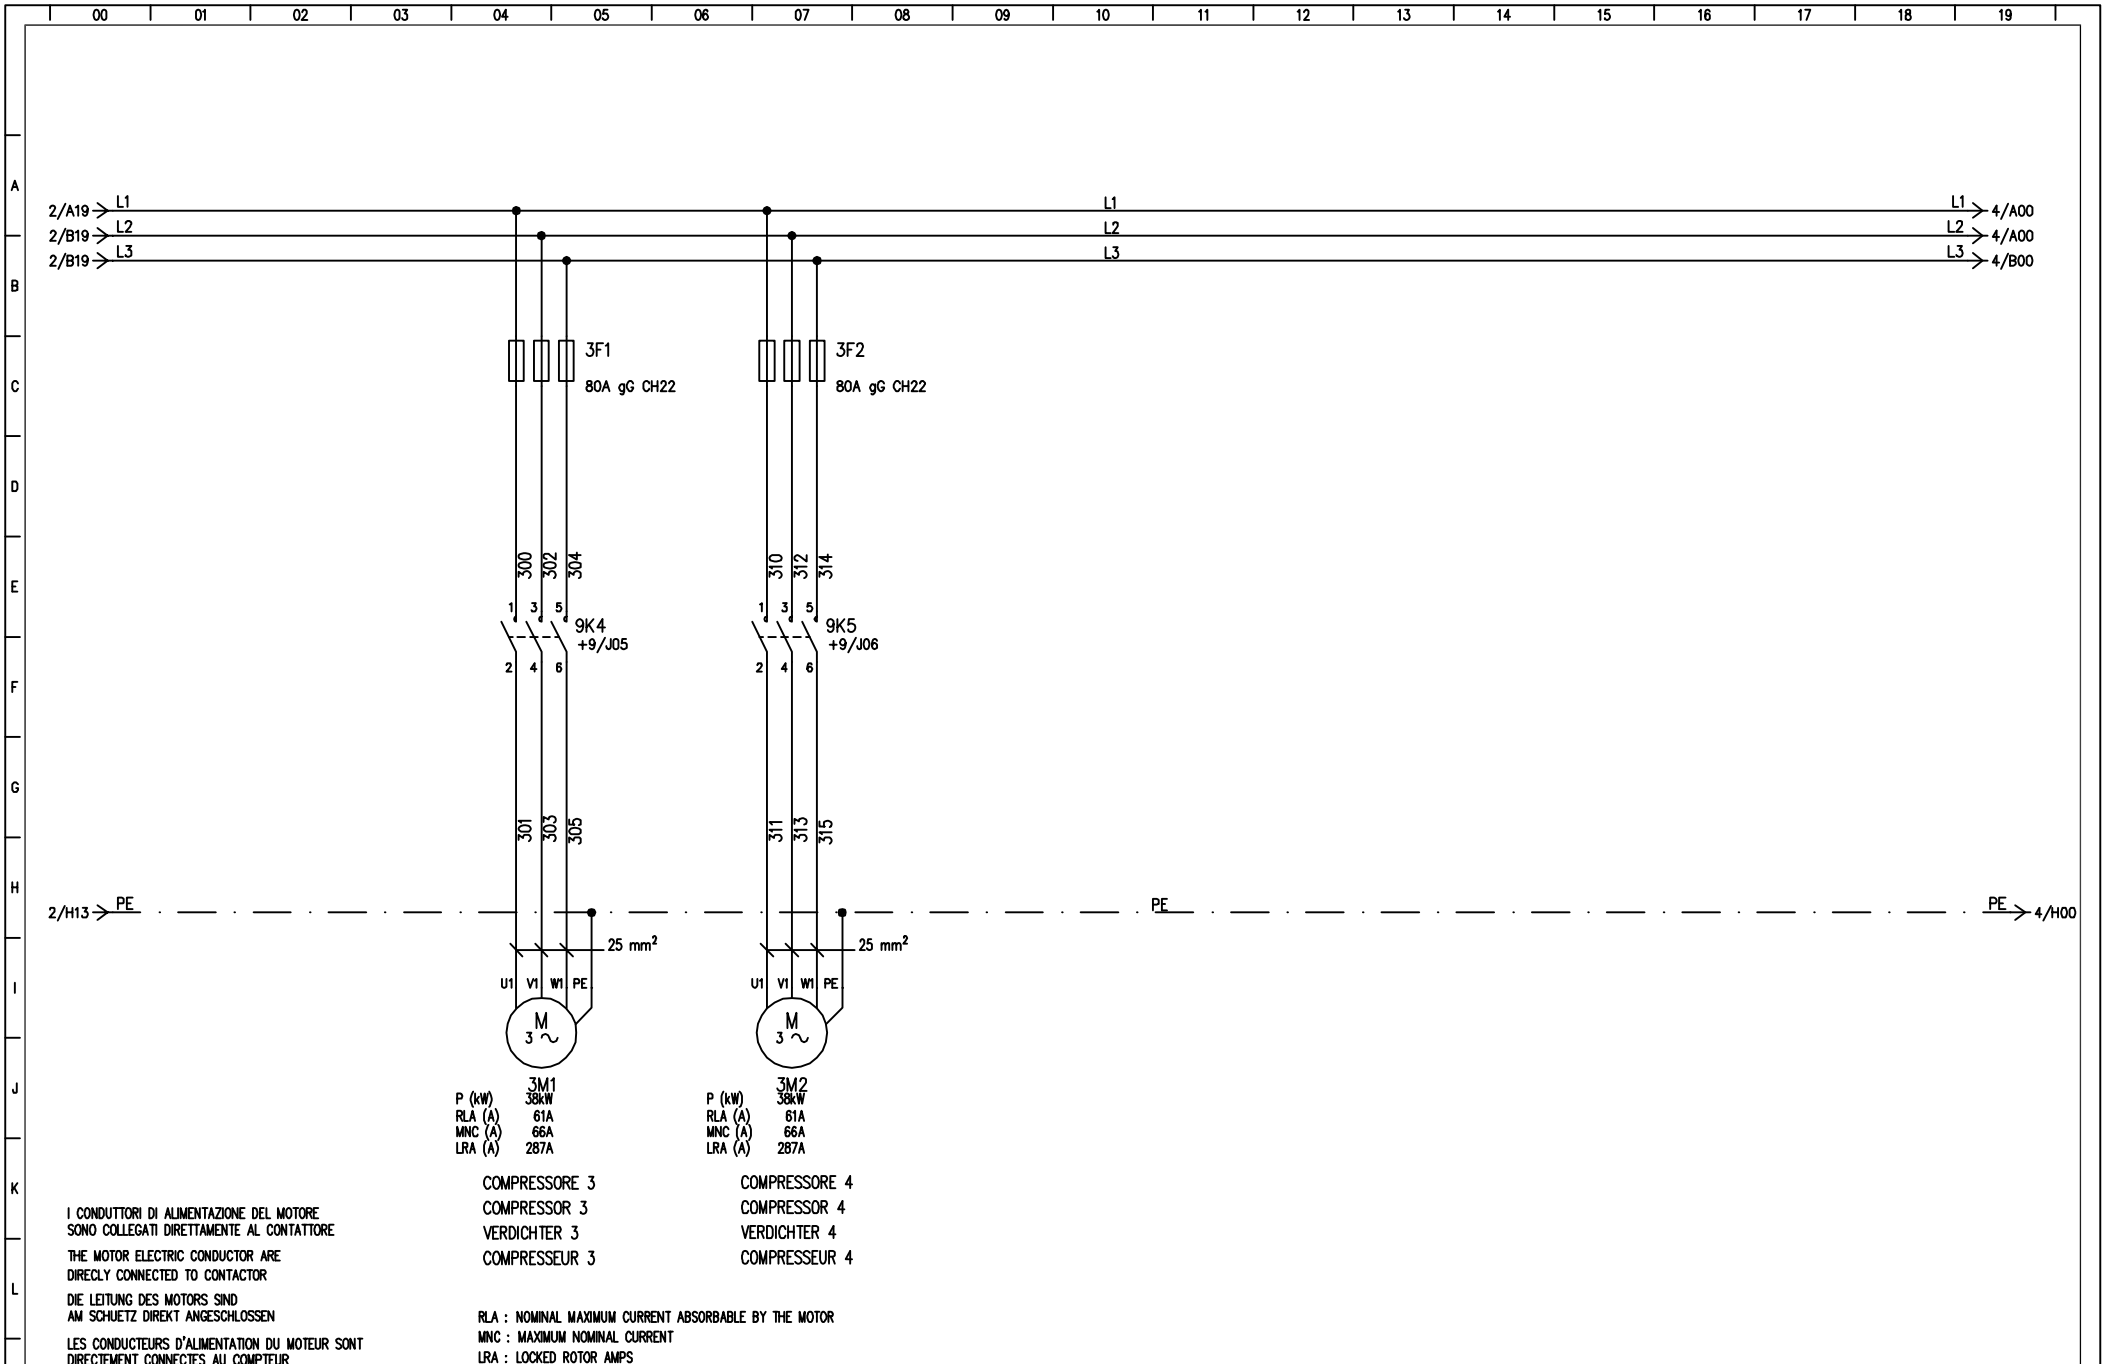 00 01 02 03 04 05 06 07 08 09 10 11 12 13 14 15 16 17 18 19
A
2/A19 L1 L1 L1 4/A00
2/B19 L2 L2 L2 4/A00
2/B19 L3 L3 L3 4/B00
B
3F1 3F2
C
80A gG CH22 80A gG CH22
D
300 302 304 310 312 314
E
1 3 5 1 3 5
9K4 9K5
+9/J05 +9/J06
2 4 6 2 4 6
F
G
301 303 305 311 313 315
H
2/H13 PE PE PE 4/H00
25 mm² 25 mm²
I
U1 V1 W1 PE U1 V1 W1 PE
M M
3 ~ 3 ~
J
3M1 3M2
P (kW) 38kW P (kW) 38kW
RLA (A) 61A RLA (A) 61A
MNC (A) 66A MNC (A) 66A
LRA (A) 287A LRA (A) 287A
K
COMPRESSORE 3 COMPRESSORE 4
COMPRESSOR 3 COMPRESSOR 4
VERDICHTER 3 VERDICHTER 4
COMPRESSEUR 3 COMPRESSEUR 4
I CONDUTTORI DI ALIMENTAZIONE DEL MOTORE
SONO COLLEGATI DIRETTAMENTE AL CONTATTORE
THE MOTOR ELECTRIC CONDUCTOR ARE
DIRECLY CONNECTED TO CONTACTOR
L
DIE LEITUNG DES MOTORS SIND
AM SCHUETZ DIREKT ANGESCHLOSSEN
LES CONDUCTEURS D'ALIMENTATION DU MOTEUR SONT
DIRECTEMENT CONNECTES AU COMPTEUR
RLA : NOMINAL MAXIMUM CURRENT ABSORBABLE BY THE MOTOR
MNC : MAXIMUM NOMINAL CURRENT
LRA : LOCKED ROTOR AMPS